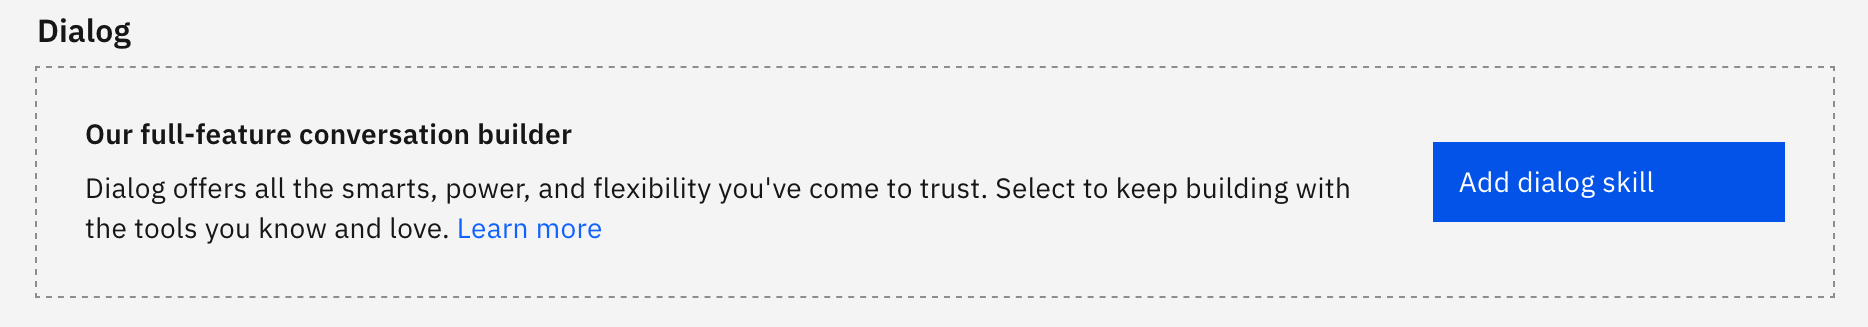 Dialog
Our full-feature conversation builder
Dialog offers all the smarts, power, and flexibility you've come to trust. Select to keep building with
the tools you know and love. Learn more
Add dialog skill